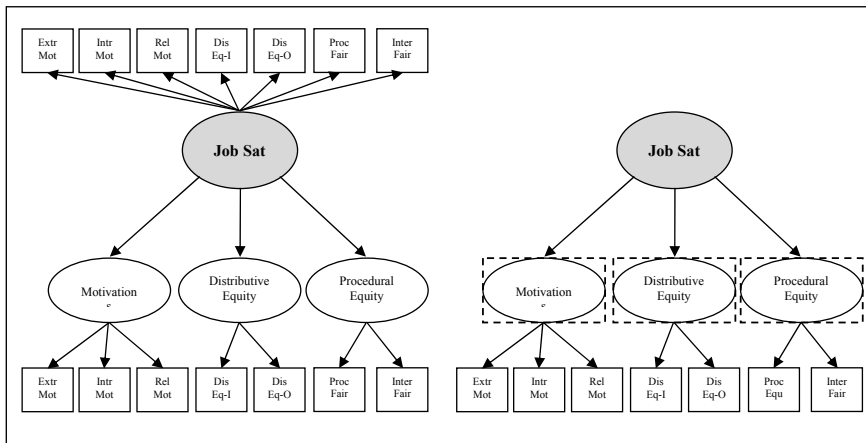 Extr
Mot
Intr
Mot
Rel
Mot
Dis
Eq-I
Dis
Eq-O
Proc
Fair
Inter
Fair
Job Sat
Motivation
s
Distributive
Equity
Procedural
Equity
Extr
Mot
Intr
Mot
Rel
Mot
Dis
Eq-I
Dis
Eq-O
Proc
Fair
Inter
Fair
Job Sat
Motivation
s
Distributive
Equity
Procedural
Equity
Extr
Mot
Intr
Mot
Rel
Mot
Dis
Eq-I
Dis
Eq-O
Proc
Equ
Inter
Fair